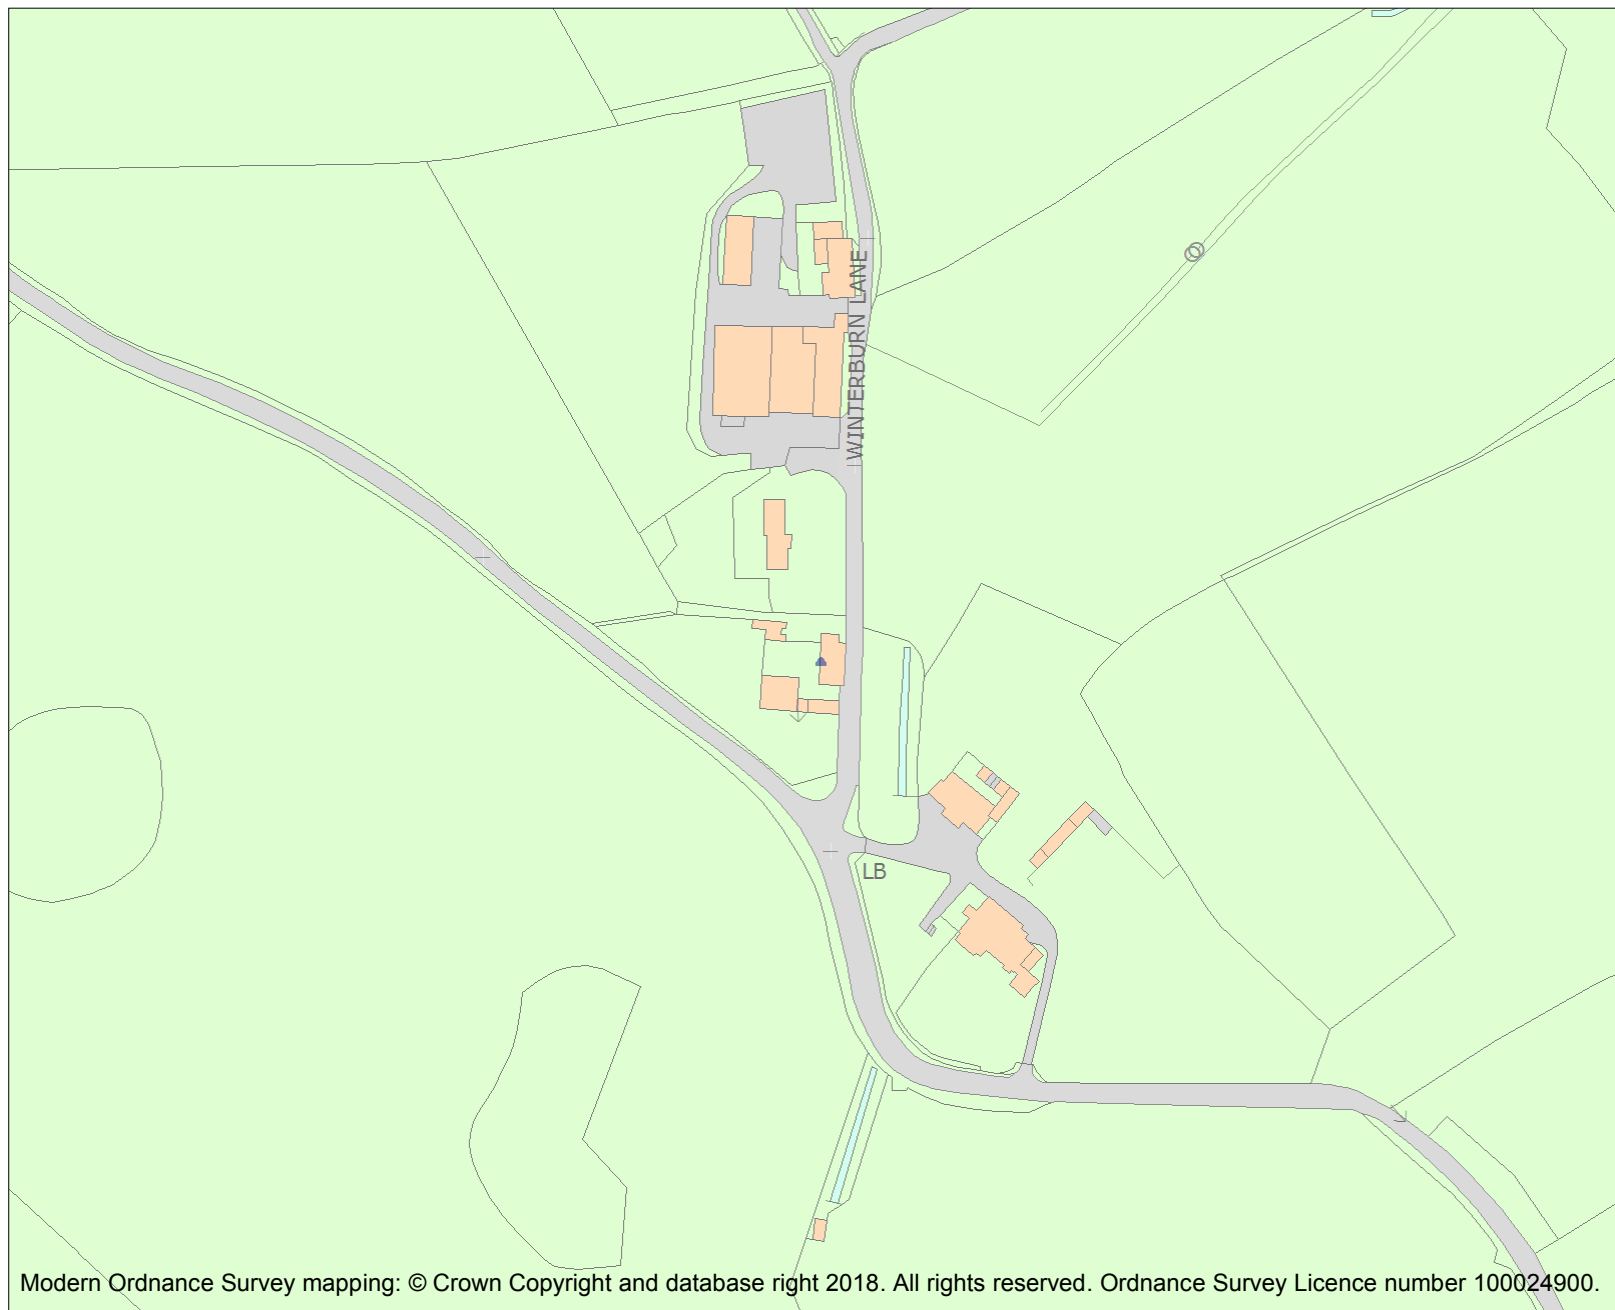 WINTERBURN LANE
LB
Modern Ordnance Survey mapping: © Crown Copyright and database right 2018. All rights reserved. Ordnance Survey Licence number 100024900.